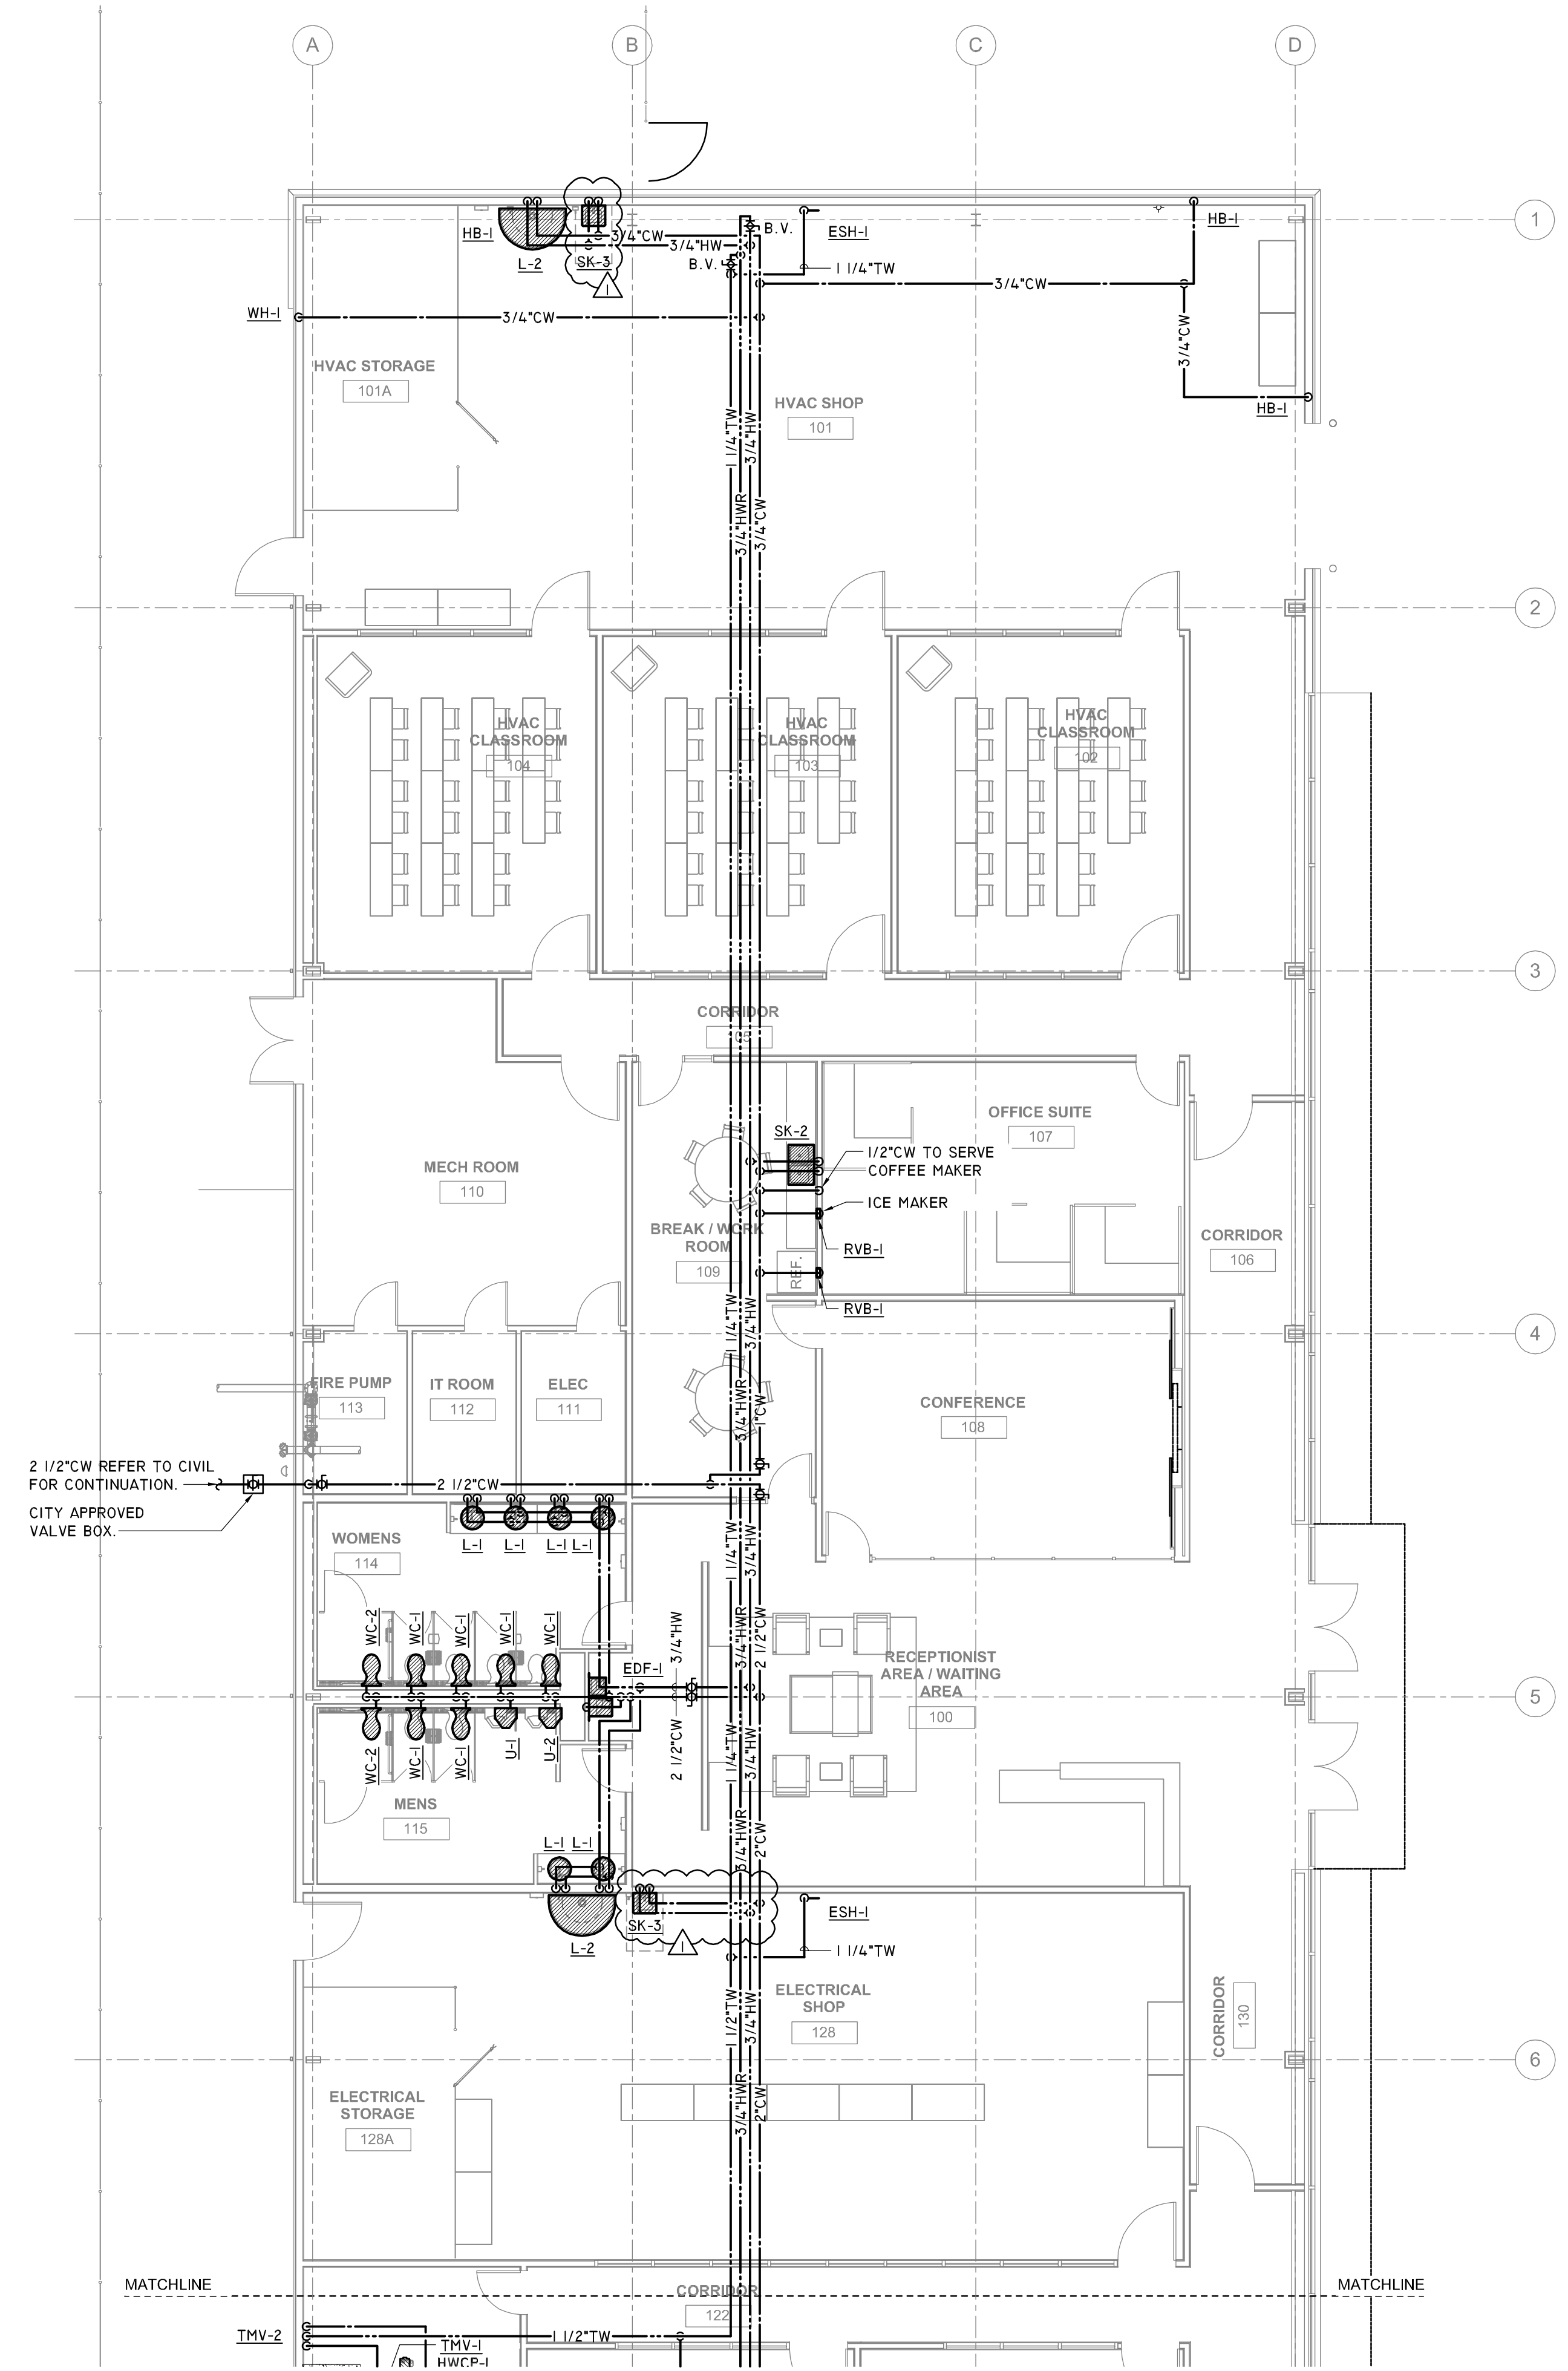 A
B
C
D
1
HB-1
L-2
SK-3
3/4"CW
3/4"HW
B.V.
B.V.
ESH-1
1 1/4"TW
HB-1
1
3/4"CW
WH-1
3/4"CW
3/4"CW
HVAC STORAGE
101A
HVAC SHOP
101
HB-1
1 1/4"TW
3/4"HW
3/4"HWR
3/4"CW
2
HVAC
CLASSROOM
104
HVAC
CLASSROOM
103
HVAC
CLASSROOM
102
3
CORRIDOR
105
MECH ROOM
110
SK-2
OFFICE SUITE
107
1/2"CW TO SERVE
COFFEE MAKER
ICE MAKER
RVB-1
BREAK / WORK
ROOM
109
REF.
RVB-1
CORRIDOR
106
1 1/4"TW
3/4"HW
4
FIRE PUMP
113
IT ROOM
112
ELEC
111
3/4"HWR
1"CW
CONFERENCE
108
2 1/2"CW REFER TO CIVIL
FOR CONTINUATION.
CITY APPROVED
VALVE BOX.
2 1/2"CW
WOMENS
114
L-1
L-1
L-1
L-1
1 1/4"TW
3/4"HW
WC-2
WC-1
WC-1
WC-1
WC-1
EDF-1
3/4"HW
2 1/2"CW
3/4"HWR
2 1/2"CW
RECEPTIONIST
AREA / WAITING
AREA
100
5
WC-2
WC-1
WC-1
U-1
U-2
1 1/4"TW
3/4"HW
MENS
115
L-1
L-1
3/4"HWR
2"CW
L-2
SK-3
1
ESH-1
1 1/4"TW
ELECTRICAL
SHOP
128
1 1/2"TW
3/4"HW
CORRIDOR
130
6
ELECTRICAL
STORAGE
128A
3/4"HWR
2"CW
MATCHLINE
MATCHLINE
CORRIDOR
122
TMV-2
1 1/2"TW
TMV-1
HWCP-1